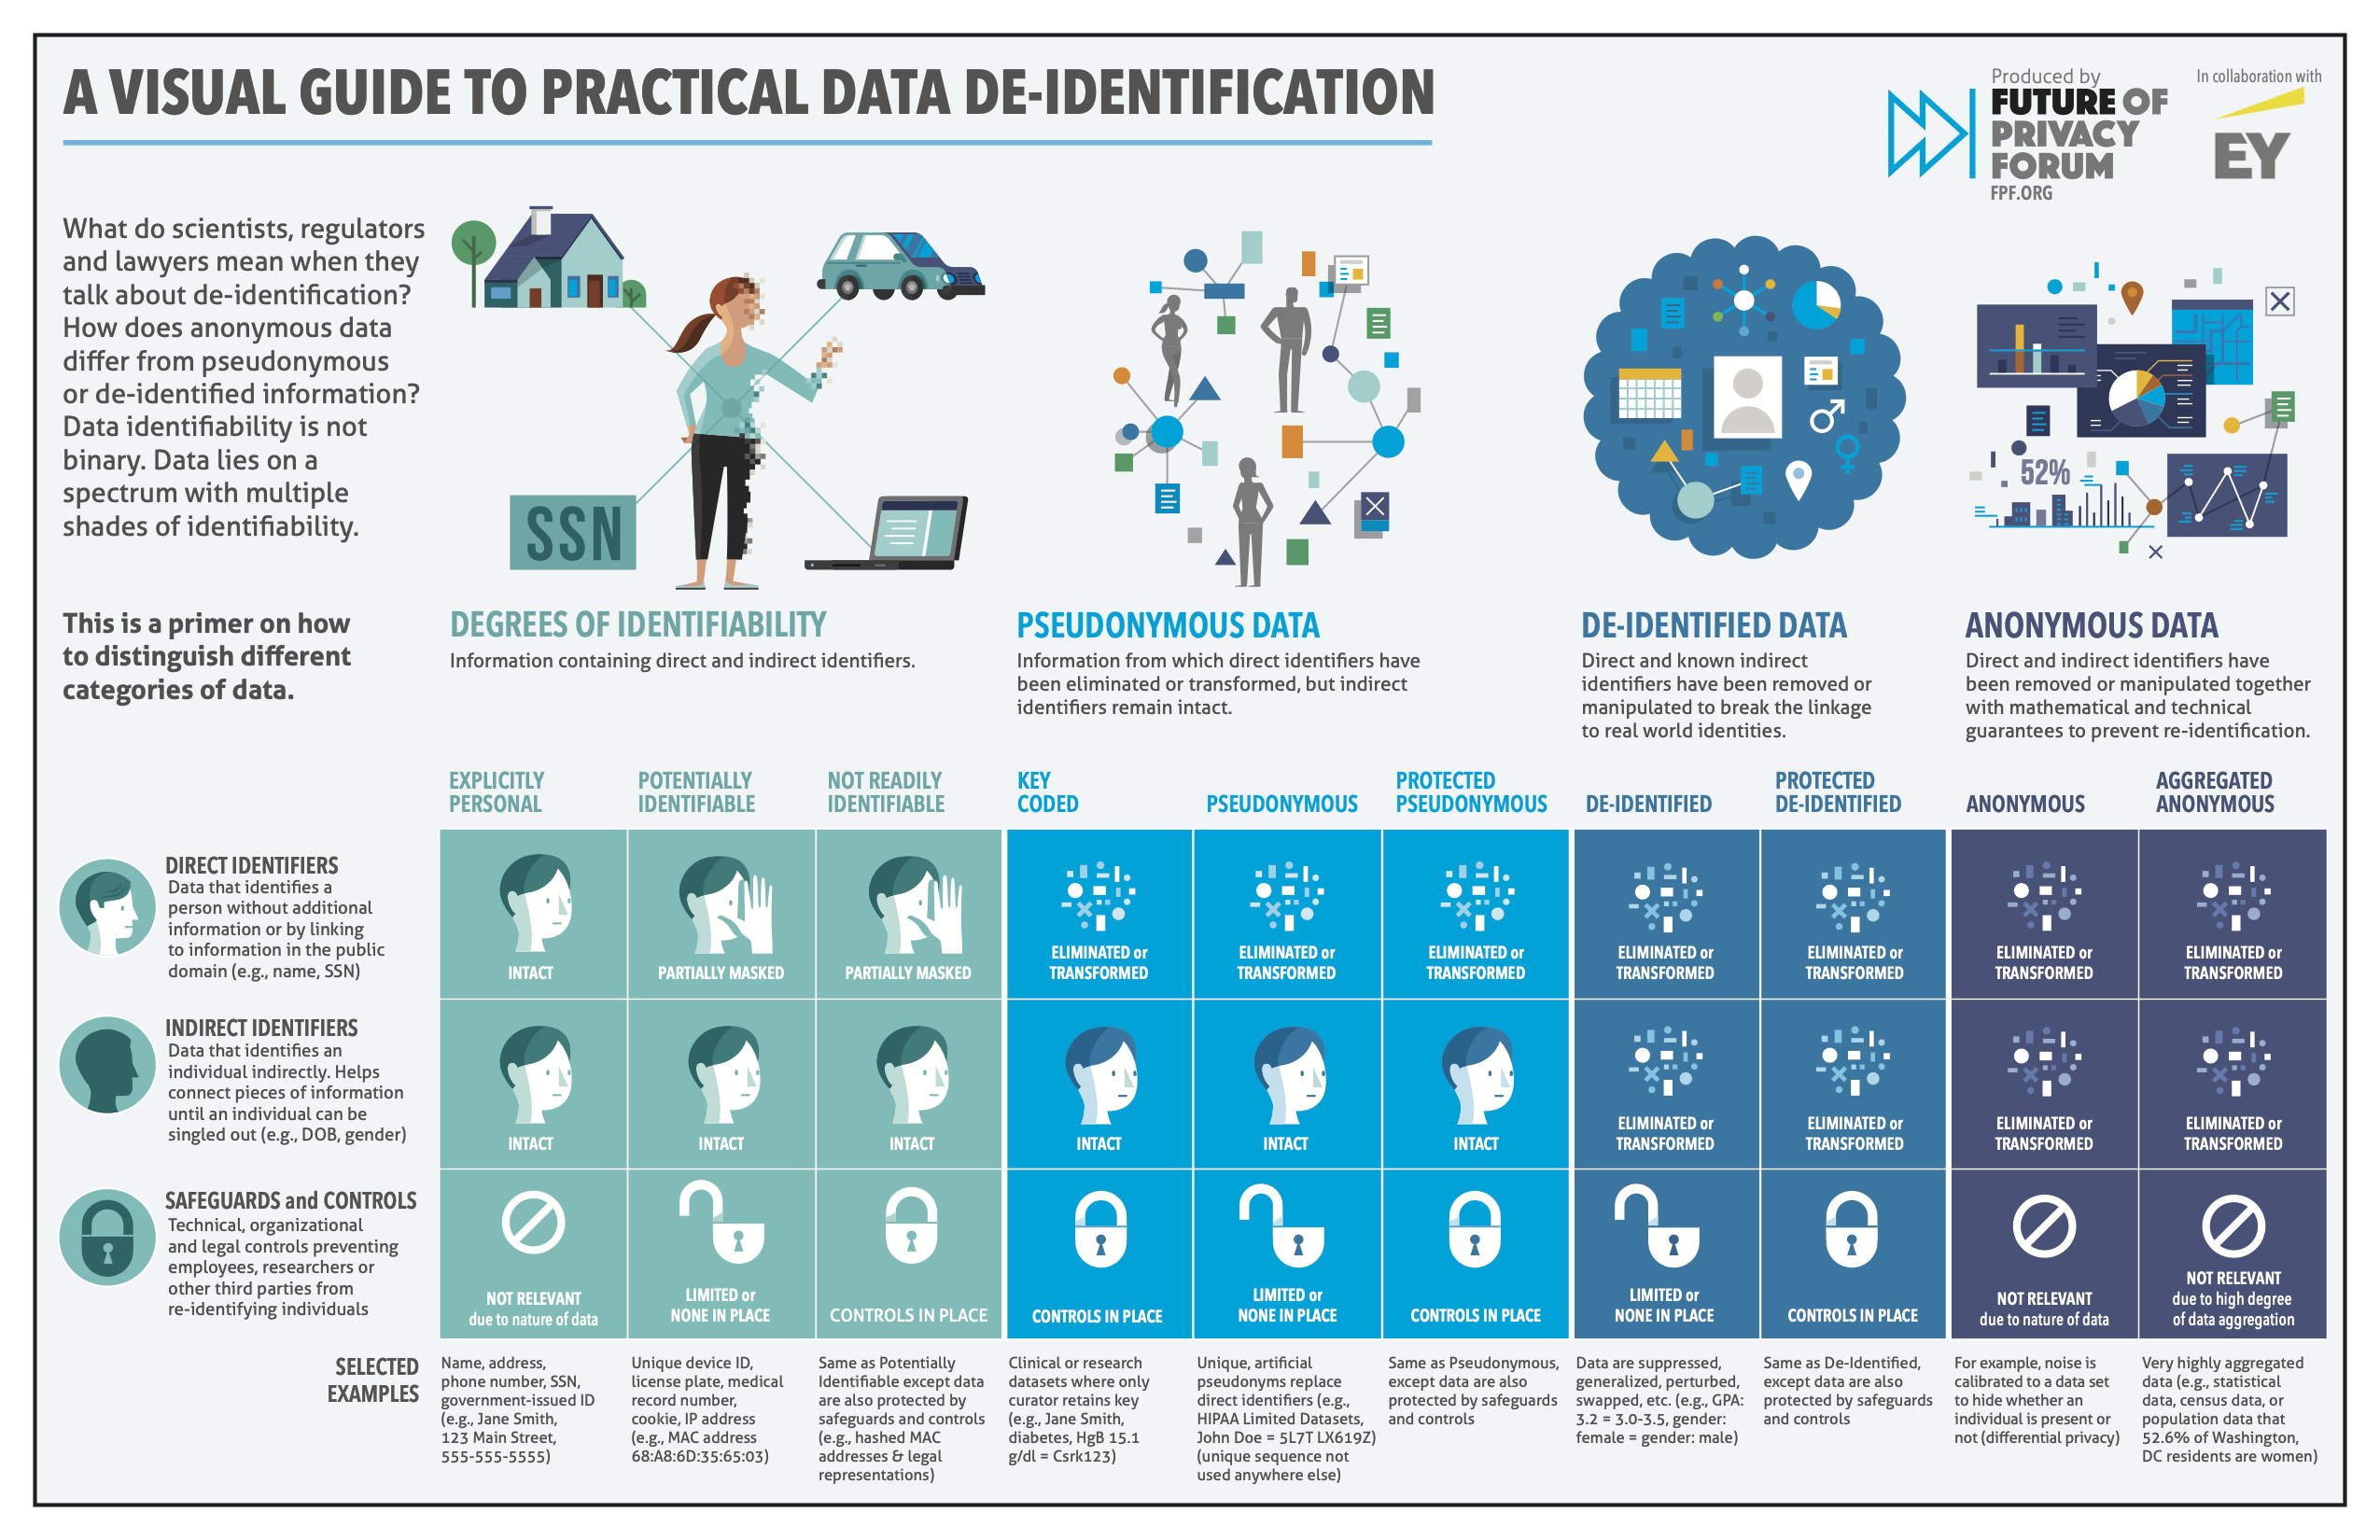 A VISUAL GUIDE TO PRACTICAL DATA DE-IDENTIFICATION
Produced by
FUTURE OF
PRIVACY
FORUM
FPF.ORG
In collaboration with
EY
What do scientists, regulators
and lawyers mean when they
talk about de-identification?
How does anonymous data
differ from pseudonymous
or de-identified information?
Data identifiability is not
binary. Data lies on a
spectrum with multiple
shades of identifiability.
This is a primer on how
to distinguish different
categories of data.
SSN
52%
DEGREES OF IDENTIFIABILITY
Information containing direct and indirect identifiers.
PSEUDONYMOUS DATA
Information from which direct identifiers have
been eliminated or transformed, but indirect
identifiers remain intact.
DE-IDENTIFIED DATA
Direct and known indirect
identifiers have been removed or
manipulated to break the linkage
to real world identities.
ANONYMOUS DATA
Direct and indirect identifiers have
been removed or manipulated together
with mathematical and technical
guarantees to prevent re-identification.
EXPLICITLY
PERSONAL
POTENTIALLY
IDENTIFIABLE
NOT READILY
IDENTIFIABLE
KEY
CODED
PSEUDONYMOUS
PROTECTED
PSEUDONYMOUS
DE-IDENTIFIED
PROTECTED
DE-IDENTIFIED
ANONYMOUS
AGGREGATED
ANONYMOUS
DIRECT IDENTIFIERS
Data that identifies a
person without additional
information or by linking
to information in the public
domain (e.g., name, SSN)
INTACT
PARTIALLY MASKED
PARTIALLY MASKED
ELIMINATED or
TRANSFORMED
ELIMINATED or
TRANSFORMED
ELIMINATED or
TRANSFORMED
ELIMINATED or
TRANSFORMED
ELIMINATED or
TRANSFORMED
ELIMINATED or
TRANSFORMED
ELIMINATED or
TRANSFORMED
INDIRECT IDENTIFIERS
Data that identifies an
individual indirectly. Helps
connect pieces of information
until an individual can be
singled out (e.g., DOB, gender)
INTACT
INTACT
INTACT
INTACT
INTACT
INTACT
ELIMINATED or
TRANSFORMED
ELIMINATED or
TRANSFORMED
ELIMINATED or
TRANSFORMED
ELIMINATED or
TRANSFORMED
SAFEGUARDS and CONTROLS
Technical, organizational
and legal controls preventing
employees, researchers or
other third parties from
re-identifying individuals
NOT RELEVANT
due to nature of data
LIMITED or
NONE IN PLACE
CONTROLS IN PLACE
CONTROLS IN PLACE
LIMITED or
NONE IN PLACE
CONTROLS IN PLACE
LIMITED or
NONE IN PLACE
CONTROLS IN PLACE
NOT RELEVANT
due to nature of data
NOT RELEVANT
due to high degree
of data aggregation
SELECTED
EXAMPLES
Name, address,
phone number, SSN,
government-issued ID
(e.g., Jane Smith,
123 Main Street,
555-555-5555)
Unique device ID,
license plate, medical
record number,
cookie, IP address
(e.g., MAC address
68:A8:6D:35:65:03)
Same as Potentially
Identifiable except data
are also protected by
safeguards and controls
(e.g., hashed MAC
addresses & legal
representations)
Clinical or research
datasets where only
curator retains key
(e.g., Jane Smith,
diabetes, HgB 15.1
g/dl = Csrk123)
Unique, artificial
pseudonyms replace
direct identifiers (e.g.,
HIPAA Limited Datasets,
John Doe = 5L7T LX619Z)
(unique sequence not
used anywhere else)
Same as Pseudonymous,
except data are also
protected by safeguards
and controls
Data are suppressed,
generalized, perturbed,
swapped, etc. (e.g., GPA:
3.2 = 3.0-3.5, gender:
female = gender: male)
Same as De-Identified,
except data are also
protected by safeguards
and controls
For example, noise is
calibrated to a data set
to hide whether an
individual is present or
not (differential privacy)
Very highly aggregated
data (e.g., statistical
data, census data, or
population data that
52.6% of Washington,
DC residents are women)